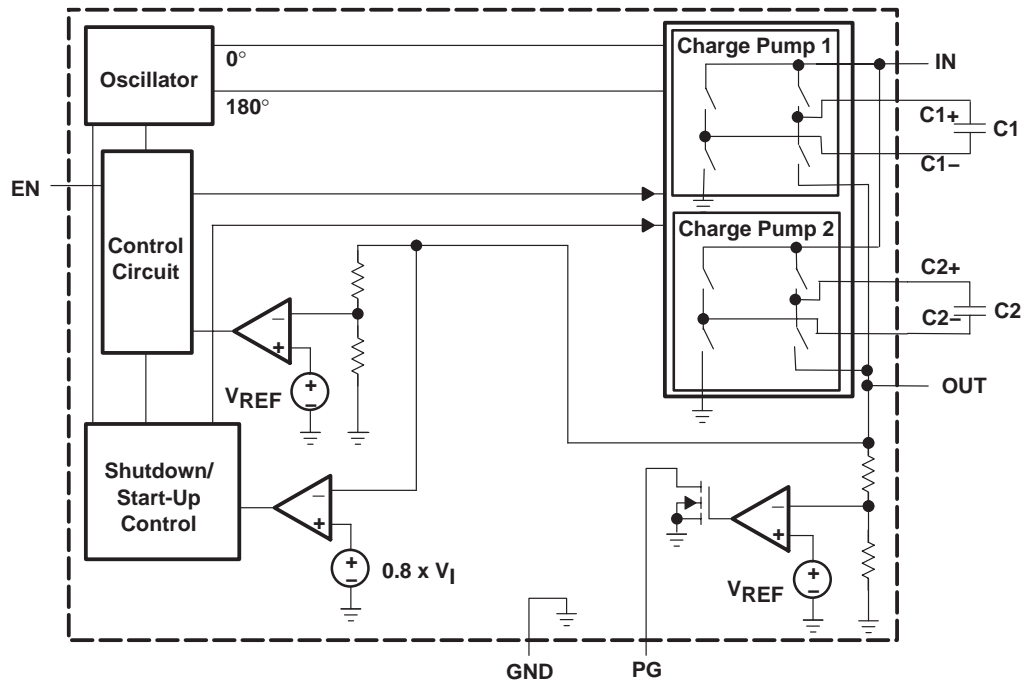 Oscillator
0°
180°
Charge Pump 1
IN
C1+
C1
C1−
EN
Control
Circuit
Charge Pump 2
C2+
C2−
C2
−
+
+
−
VREF
OUT
Shutdown/
Start-Up
Control
−
+
+
−
0.8 x VI
−
+
+
−
VREF
GND
PG